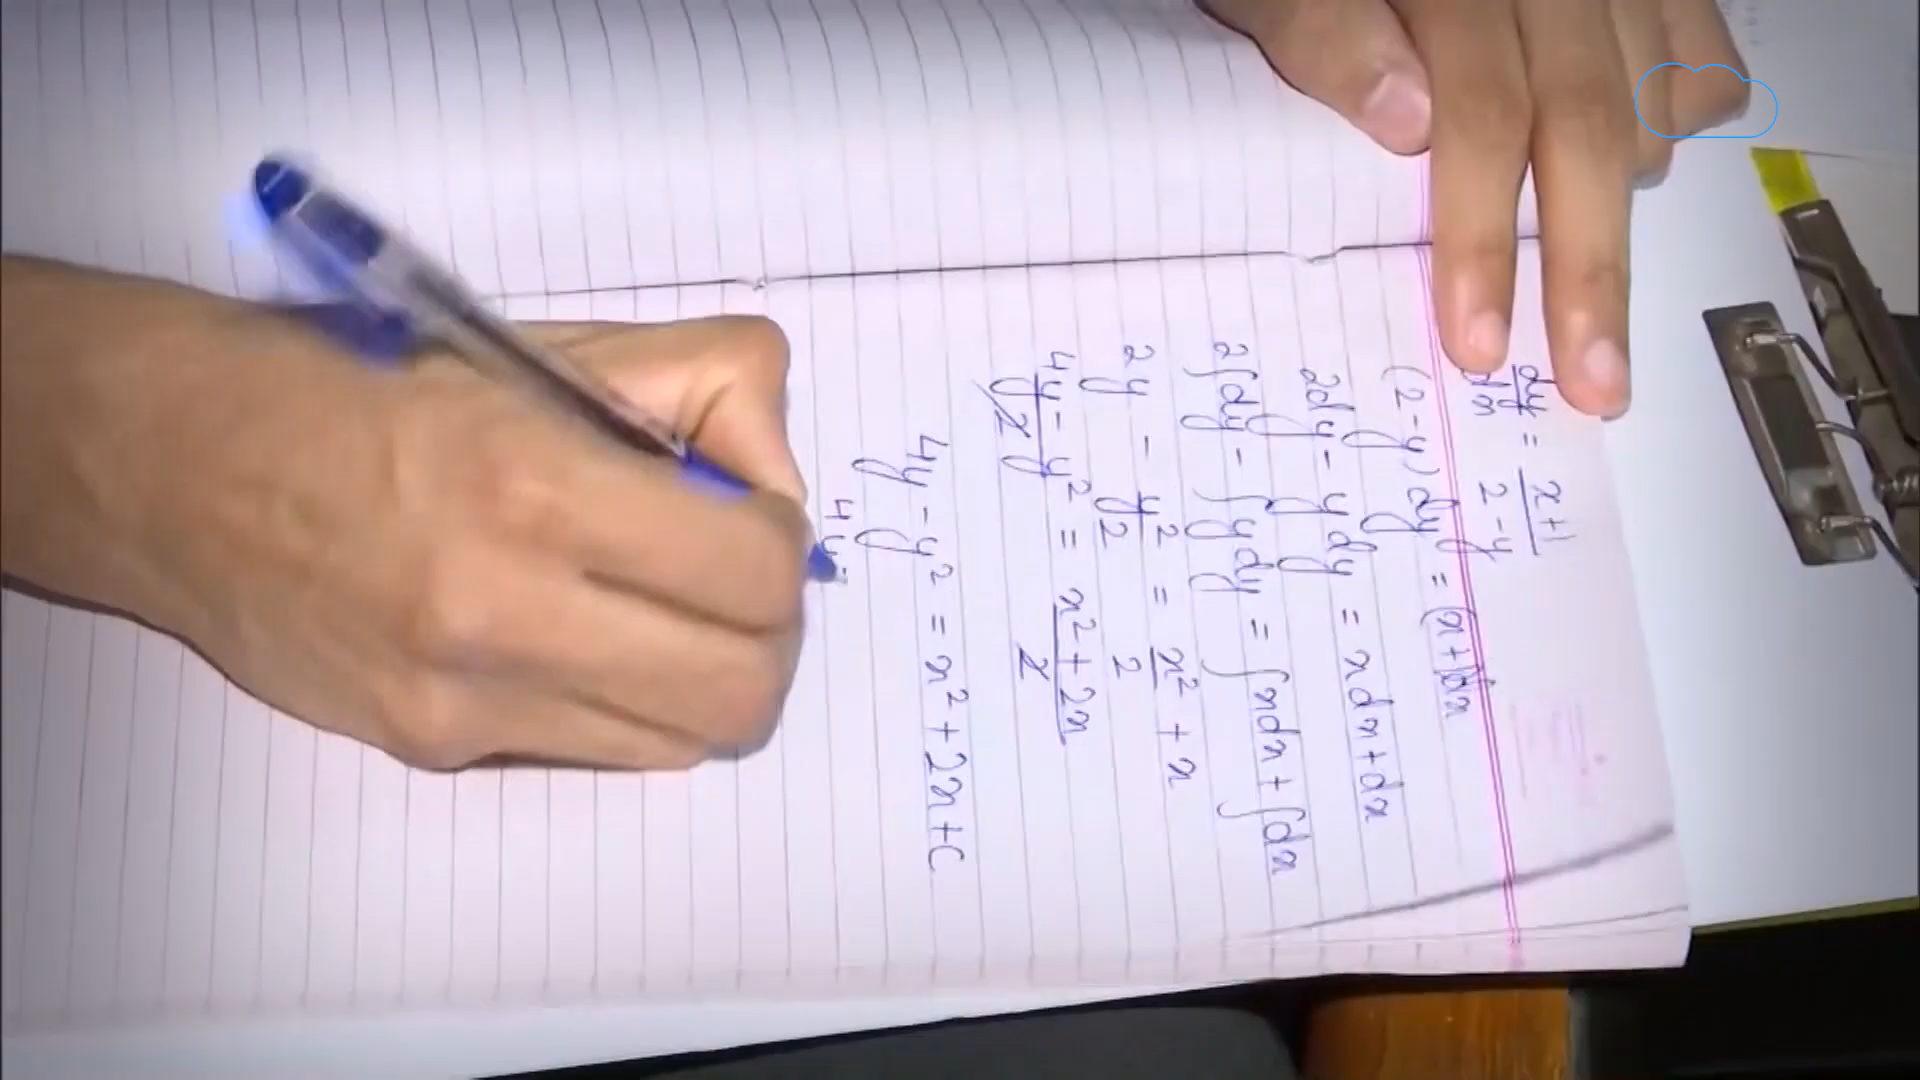 dy/dx = x+1/2-y
(2-y)dy = (x+1)dx
2dy - ydy = xdx+dx
2∫dy - ∫ydy = ∫xdx+∫dx
2y - y²/2 = x²/2 + x
4y-y²/2 = x²+2x/2
4y-y² = x²+2x+c
4y-